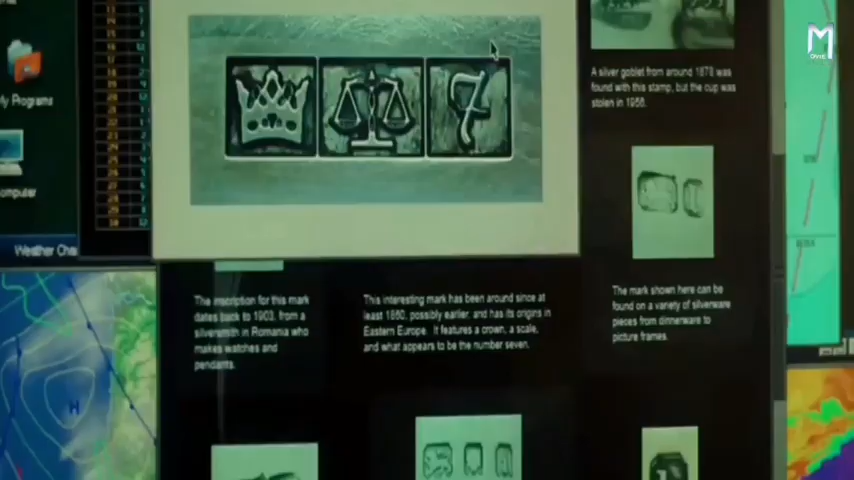 M
OVIE
My Programs
omputer
Weather Cha
7
A silver goblet from around 1878 was
found with this stamp, but the cup was
stolen in 1956.
The inscription for this mark
dates back to 1903, from a
silversmith in Romania who
makes watches and
pendants.
This interesting mark has been around since at
least 1860, possibly earlier, and has its origins in
Eastern Europe. It features a crown, a scale,
and what appears to be the number seven.
The mark shown here can be
found on a variety of silverware
pieces from dinnerware to
picture frames.
H